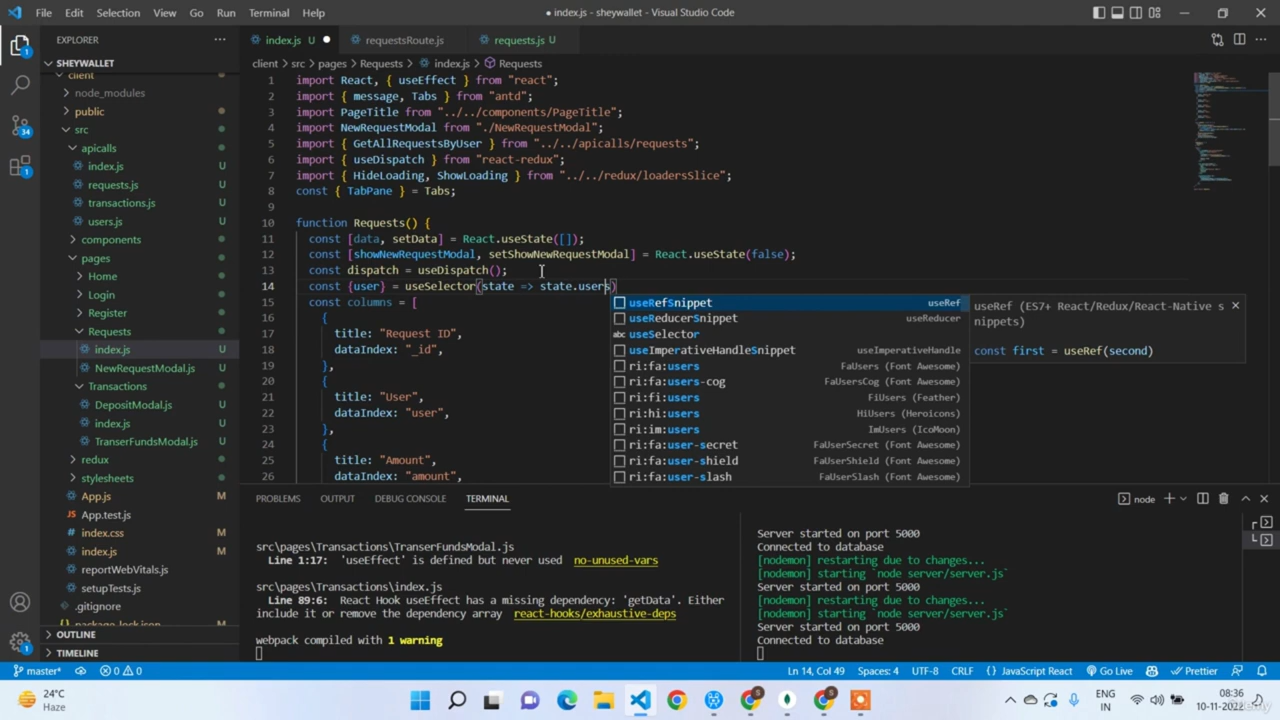 File Edit Selection View Go Run Terminal Help
● index.js - sheywallet - Visual Studio Code
EXPLORER
index.js U ●
requestsRoute.js
requests.js U
SHEYWALLET
client
node_modules
public
src
apicalls
index.js U
requests.js U
transactions.js U
users.js U
components
pages
Home
Login
Register
Requests
index.js U
NewRequestModal.js U
Transactions
DepositModal.js U
index.js U
TranserFundsModal.js U
redux
stylesheets
App.js M
App.test.js
index.css M
index.js M
reportWebVitals.js
setupTests.js
.gitignore
OUTLINE
TIMELINE
client > src > pages > Requests > index.js > Requests
1 import React, { useEffect } from "react";
2 import { message, Tabs } from "antd";
3 import PageTitle from "../../components/PageTitle";
4 import NewRequestModal from "./NewRequestModal";
5 import { GetAllRequestsByUser } from "../../apicalls/requests";
6 import { useDispatch } from "react-redux";
7 import { HideLoading, ShowLoading } from "../../redux/loadersSlice";
8 const { TabPane } = Tabs;
9
10 function Requests() {
11 const [data, setData] = React.useState([]);
12 const [showNewRequestModal, setShowNewRequestModal] = React.useState(false);
13 const dispatch = useDispatch();
14 const {user} = useSelector(state => state.users)
15 const columns = [
16 {
17 title: "Request ID",
18 dataIndex: "_id",
19 },
20 {
21 title: "User",
22 dataIndex: "user",
23 },
24 {
25 title: "Amount",
26 dataIndex: "amount",
useRefSnippet useRef
useReducerSnippet useReducer
useSelector
useImperativeHandleSnippet useImperativeHandle
ri:fa:users FaUsers (Font Awesome)
ri:fa:users-cog FaUsersCog (Font Awesome)
ri:fi:users FiUsers (Feather)
ri:hi:users HiUsers (Heroicons)
ri:im:users ImUsers (IcoMoon)
ri:fa:user-secret FaUserSecret (Font Awesome)
ri:fa:user-shield FaUserShield (Font Awesome)
ri:fa:user-slash FaUserSlash (Font Awesome)
useRef (ES7+ React/Redux/React-Native s
nippets)
const first = useRef(second)
PROBLEMS OUTPUT DEBUG CONSOLE TERMINAL
node
src\pages\Transactions\TranserFundsModal.js
Line 1:17: 'useEffect' is defined but never used no-unused-vars
src\pages\Transactions\index.js
Line 89:6: React Hook useEffect has a missing dependency: 'getData'. Either
include it or remove the dependency array react-hooks/exhaustive-deps
webpack compiled with 1 warning
Server started on port 5000
Connected to database
[nodemon] restarting due to changes...
[nodemon] starting `node server/server.js`
Server started on port 5000
[nodemon] restarting due to changes...
[nodemon] starting `node server/server.js`
Server started on port 5000
Connected to database
master* 0 0
Ln 14, Col 49 Spaces: 4 UTF-8 CRLF JavaScript React Go Live Prettier
24°C
Haze
ENG
IN
08:36
10-11-2022